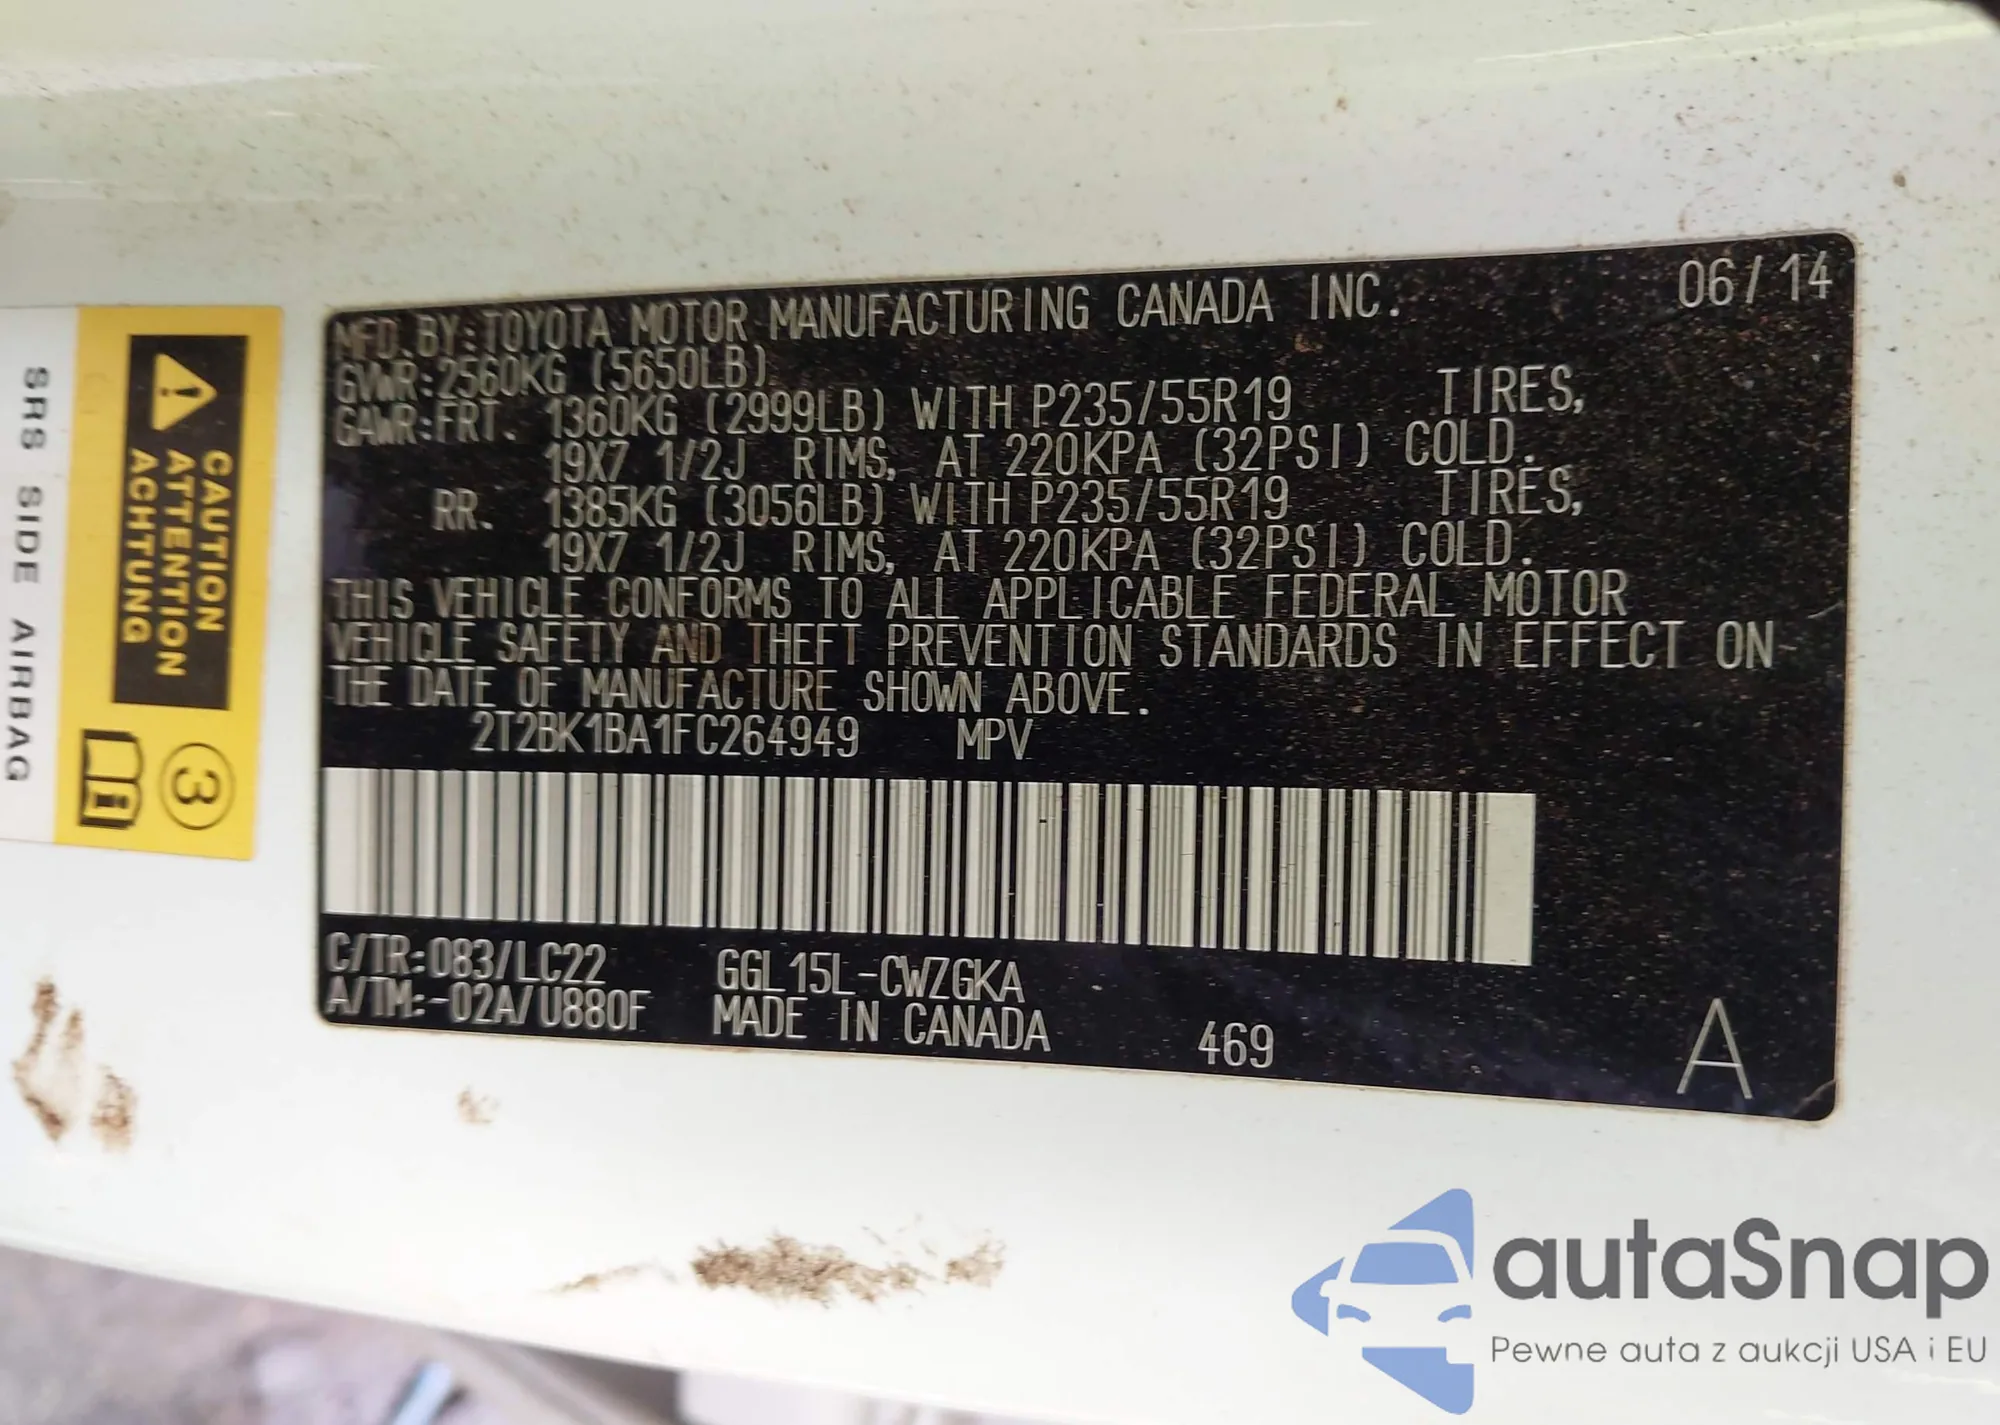 MFD. BY: TOYOTA MOTOR MANUFACTURING CANADA INC. 06/14
GVWR:2560KG (5650LB)
GAWR:FRT. 1360KG (2999LB) WITH P235/55R19 TIRES,
19X7 1/2J RIMS, AT 220KPA (32PSI) COLD.
RR. 1385KG (3056LB) WITH P235/55R19 TIRES,
19X7 1/2J RIMS, AT 220KPA (32PSI) COLD.
THIS VEHICLE CONFORMS TO ALL APPLICABLE FEDERAL MOTOR
VEHICLE SAFETY AND THEFT PREVENTION STANDARDS IN EFFECT ON
THE DATE OF MANUFACTURE SHOWN ABOVE.
2T2BK1BA1FC264949 MPV
C/TR:083/LC22 GGL15L-CWZGKA
A/TM:-02A/U880F MADE IN CANADA 469 A
CAUTION
ATTENTION
ACHTUNG
3
SRS SIDE AIRBAG
autaSnap
Pewne auta z aukcji USA i EU